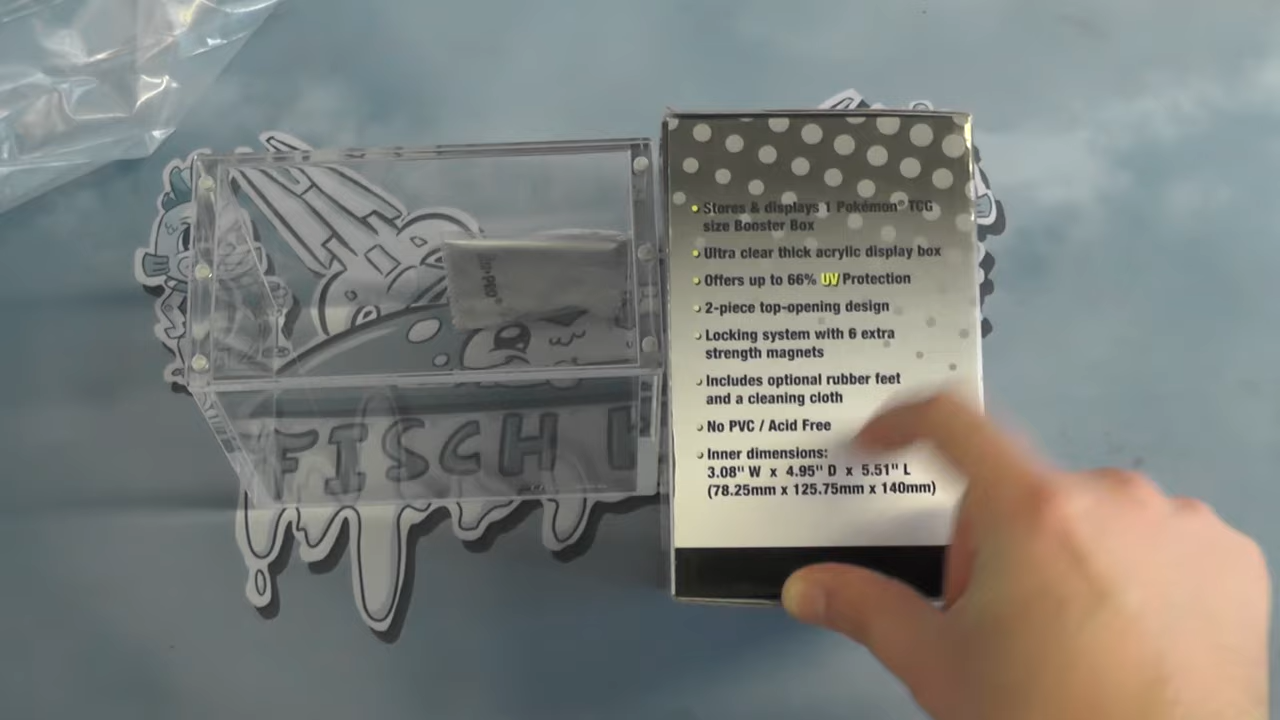 FISCH
• Stores & displays 1 Pokémon® TCG
size Booster Box
• Ultra clear thick acrylic display box
• Offers up to 66% UV Protection
• 2-piece top-opening design
• Locking system with 6 extra
strength magnets
• Includes optional rubber feet
and a cleaning cloth
• No PVC / Acid Free
• Inner dimensions:
3.08" W x 4.95" D x 5.51" L
(78.25mm x 125.75mm x 140mm)